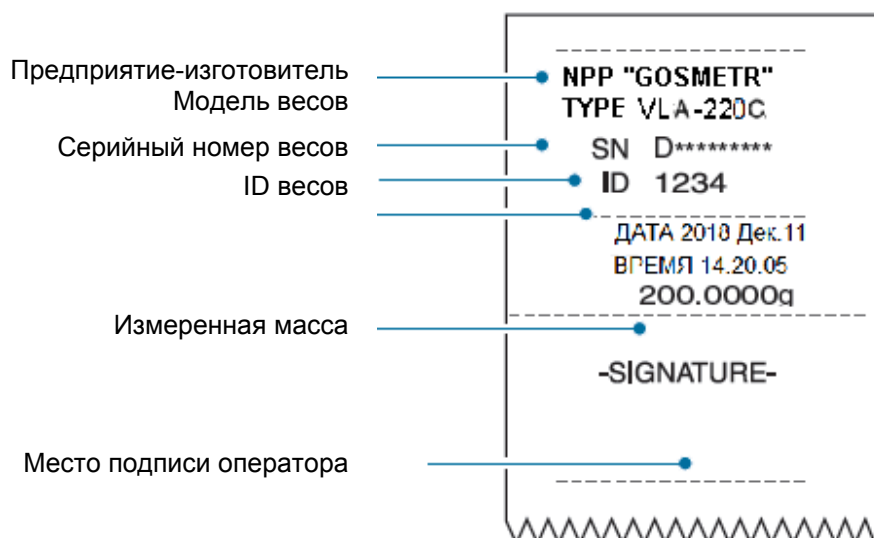 Предприятие-изготовитель
Модель весов
Серийный номер весов
ID весов
Измеренная масса
Место подписи оператора
NPP "GOSMETR"
TYPE VLA-220C
SN D*********
ID 1234
ДАТА 2018 Дек.11
ВРЕМЯ 14.20.05
200.0000g
-SIGNATURE-